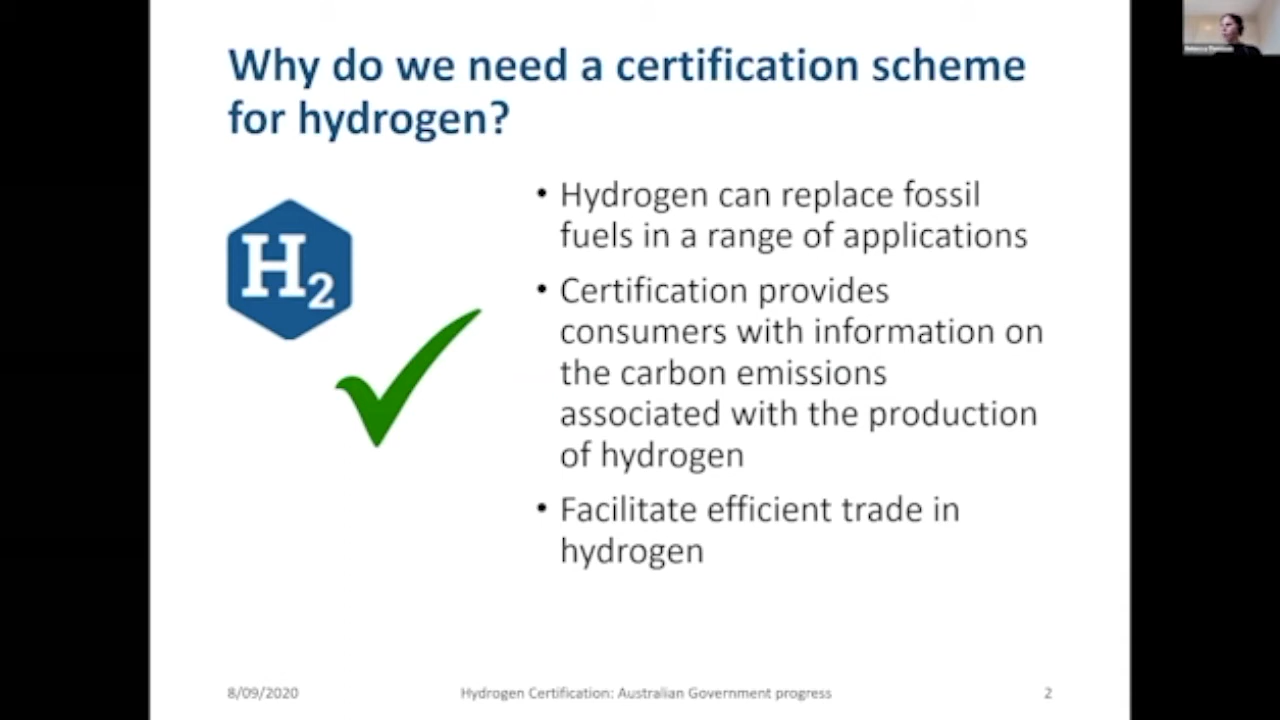 Why do we need a certification scheme
for hydrogen?
H2
• Hydrogen can replace fossil
fuels in a range of applications
• Certification provides
consumers with information on
the carbon emissions
associated with the production
of hydrogen
• Facilitate efficient trade in
hydrogen
8/09/2020
Hydrogen Certification: Australian Government progress
2